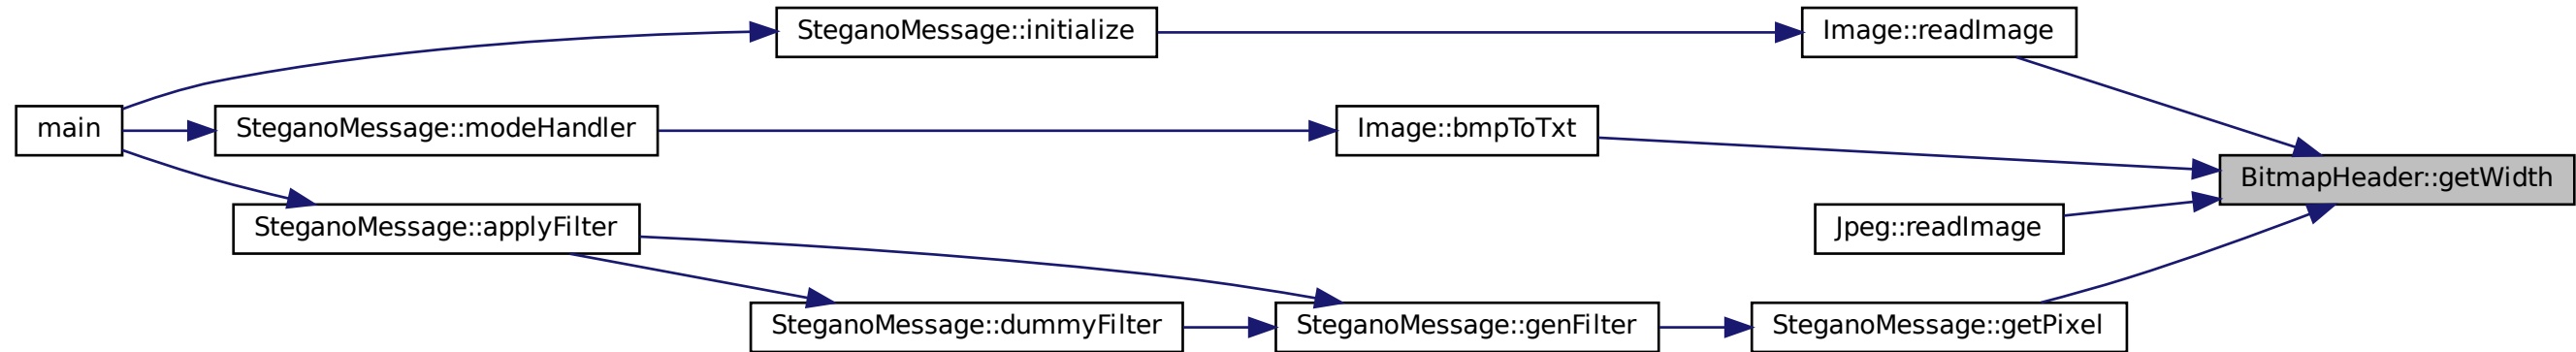 SteganoMessage::initialize
Image::readImage
main
SteganoMessage::modeHandler
Image::bmpToTxt
BitmapHeader::getWidth
SteganoMessage::applyFilter
Jpeg::readImage
SteganoMessage::dummyFilter
SteganoMessage::genFilter
SteganoMessage::getPixel